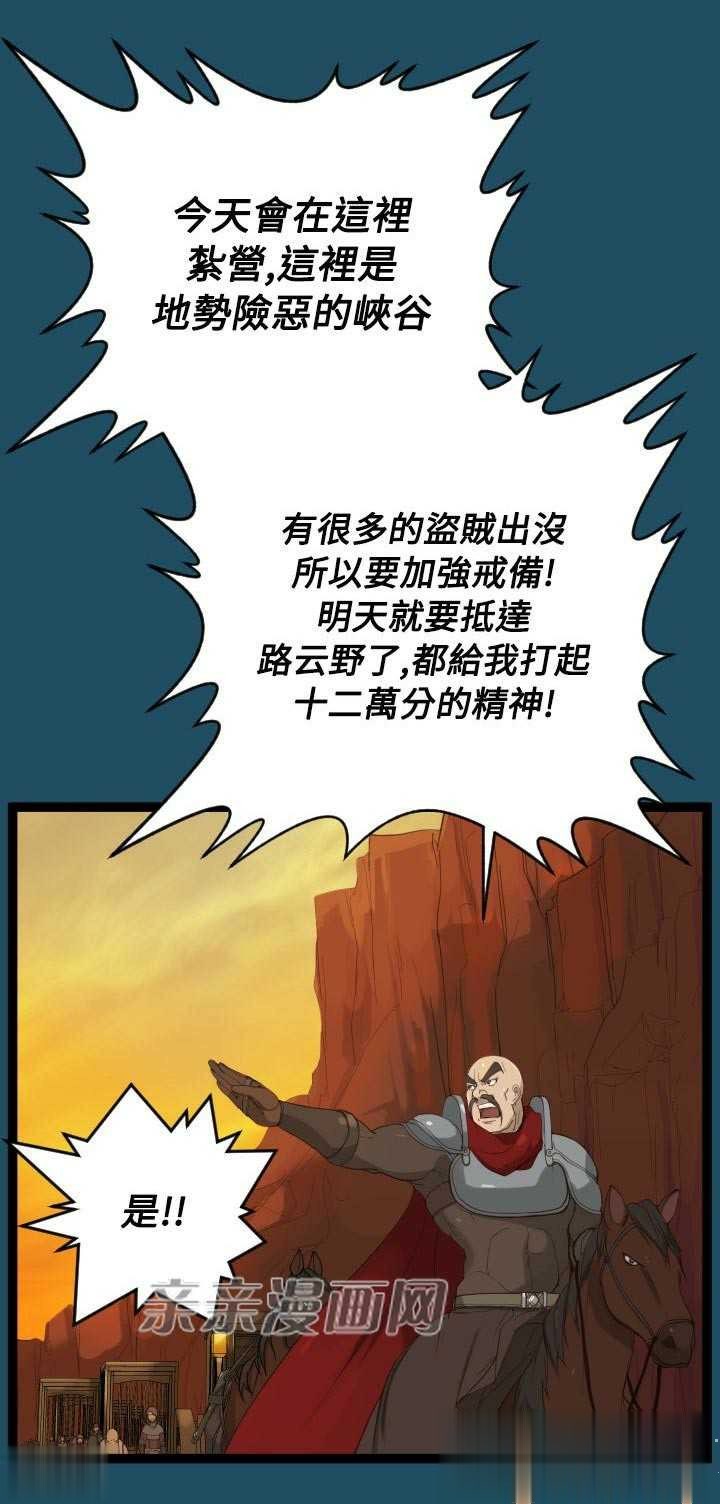 今天會在這裡
紮營,這裡是
地勢險惡的峽谷
有很多的盜賊出沒
所以要加強戒備!
明天就要抵達
路云野了,都給我打起
十二萬分的精神!
是!!
亲亲漫画网